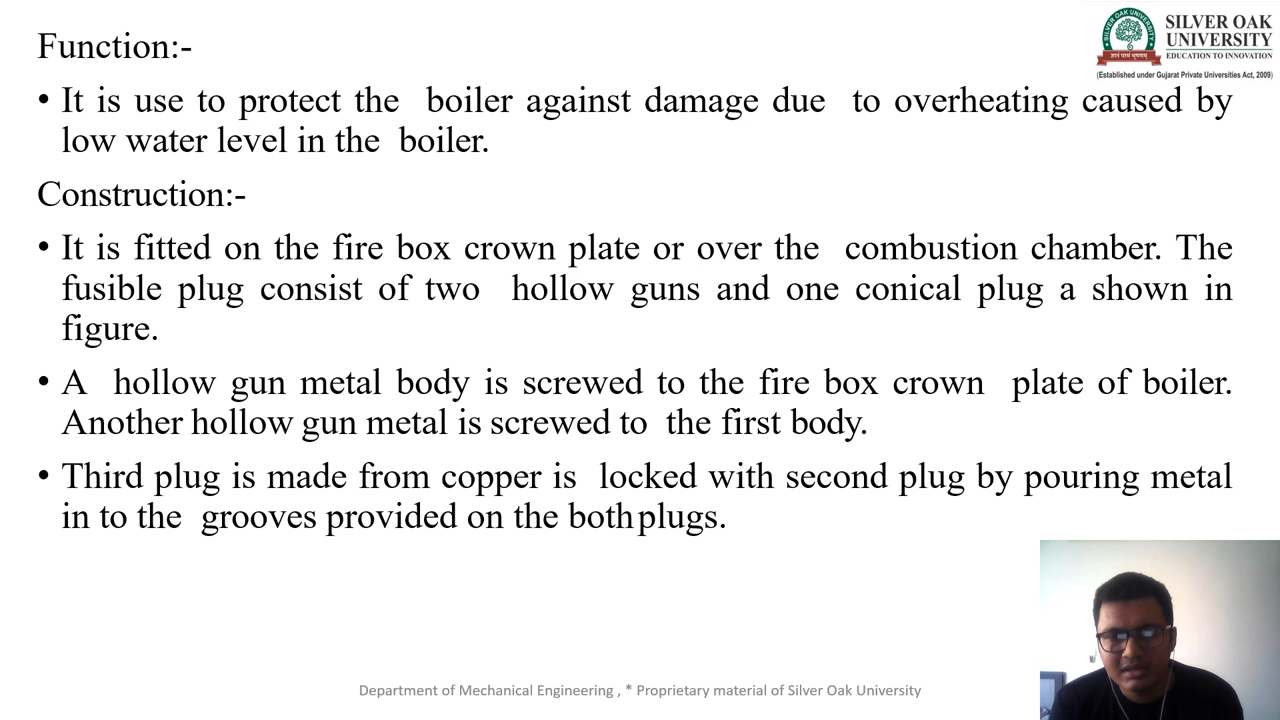 Function:-
SILVER OAK
UNIVERSITY
EDUCATION TO INNOVATION
(Established under Gujarat Private Universities Act, 2009)
• It is use to protect the boiler against damage due to overheating caused by
low water level in the boiler.
Construction:-
• It is fitted on the fire box crown plate or over the combustion chamber. The
fusible plug consist of two hollow guns and one conical plug a shown in
figure.
• A hollow gun metal body is screwed to the fire box crown plate of boiler.
Another hollow gun metal is screwed to the first body.
• Third plug is made from copper is locked with second plug by pouring metal
in to the grooves provided on the both plugs.
Department of Mechanical Engineering , * Proprietary material of Silver Oak University